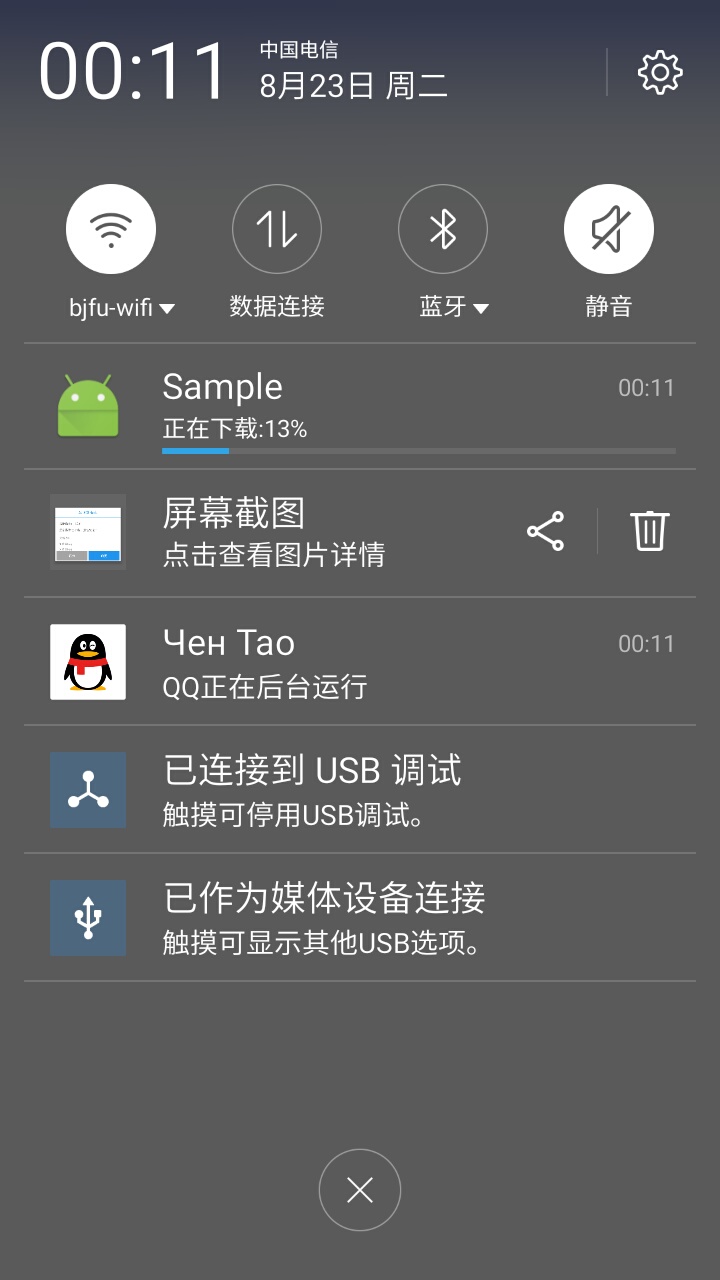 00:11
中国电信
8月23日 周二
bjfu-wifi
数据连接
蓝牙
静音
Sample
00:11
正在下载:13%
屏幕截图
点击查看图片详情
Чен Тао
00:11
QQ正在后台运行
已连接到 USB 调试
触摸可停用USB调试。
已作为媒体设备连接
触摸可显示其他USB选项。